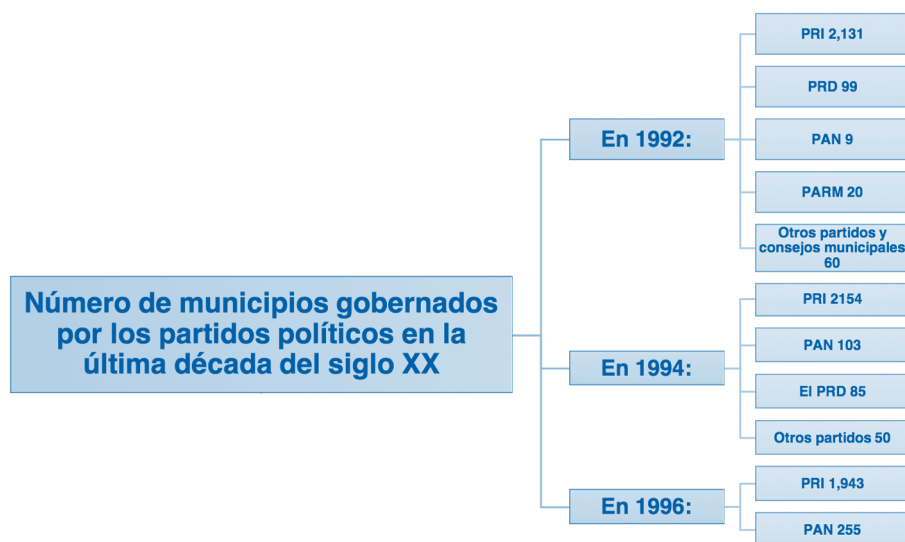 Número de municipios gobernados
por los partidos políticos en la
última década del siglo XX
En 1992:
PRI 2,131
PRD 99
PAN 9
PARM 20
Otros partidos y
consejos municipales
60
En 1994:
PRI 2154
PAN 103
El PRD 85
Otros partidos 50
En 1996:
PRI 1,943
PAN 255